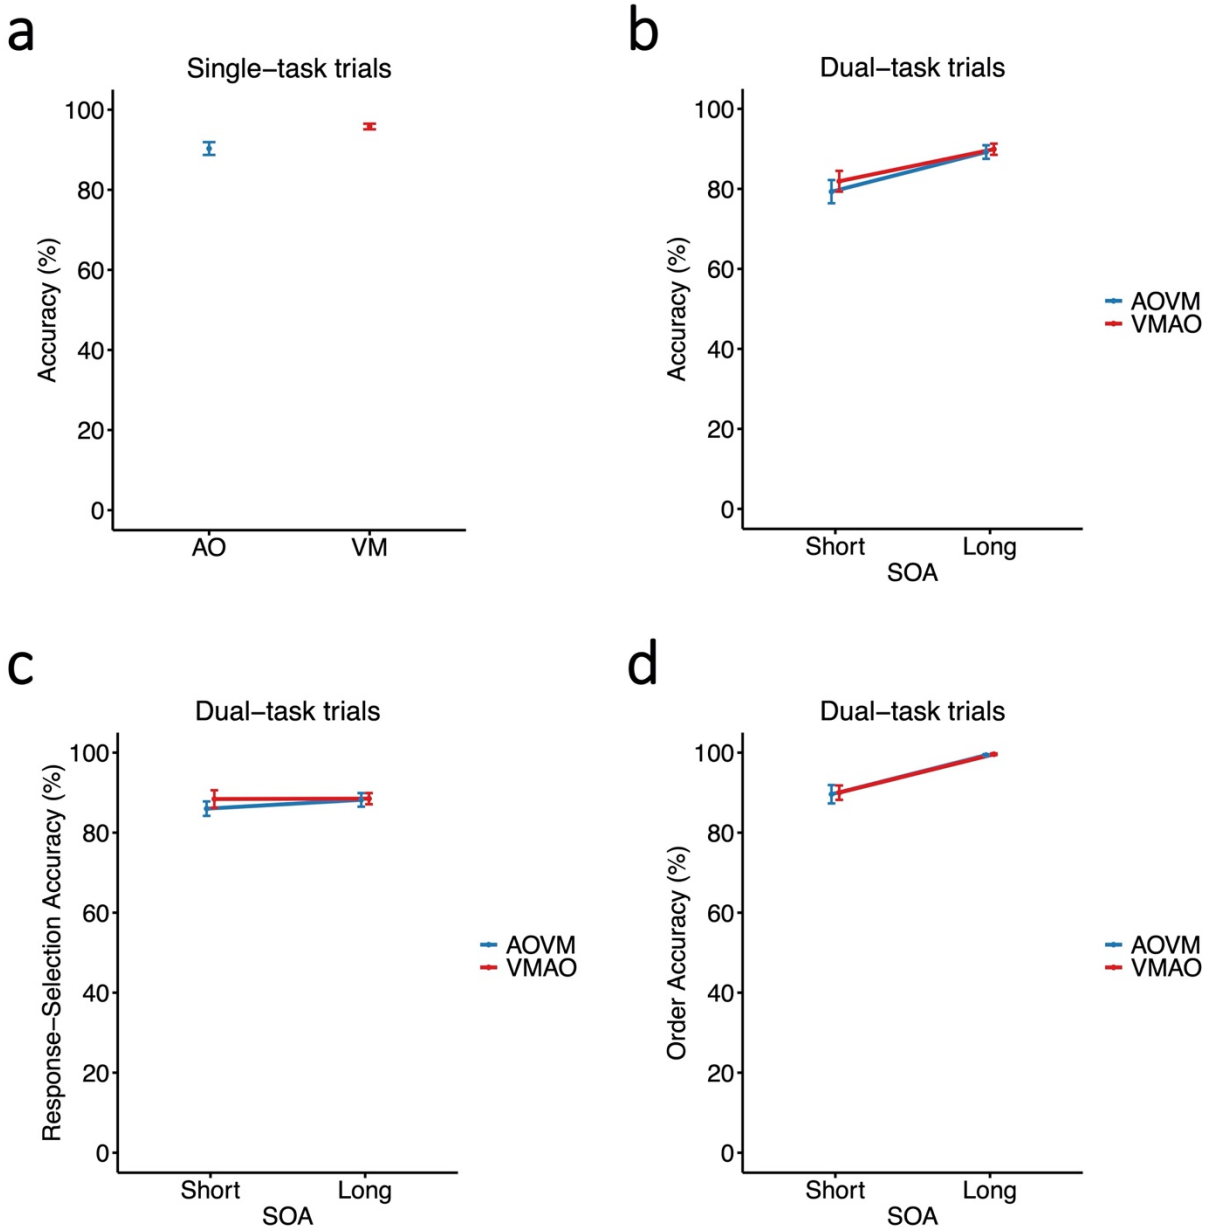 a
Single–task trials
Accuracy (%)
100
80
60
40
20
0
AO VM
b
Dual–task trials
Accuracy (%)
100
80
60
40
20
0
Short Long
SOA
AOVM
VMAO
c
Dual–task trials
Response–Selection Accuracy (%)
100
80
60
40
20
0
Short Long
SOA
AOVM
VMAO
d
Dual–task trials
Order Accuracy (%)
100
80
60
40
20
0
Short Long
SOA
AOVM
VMAO